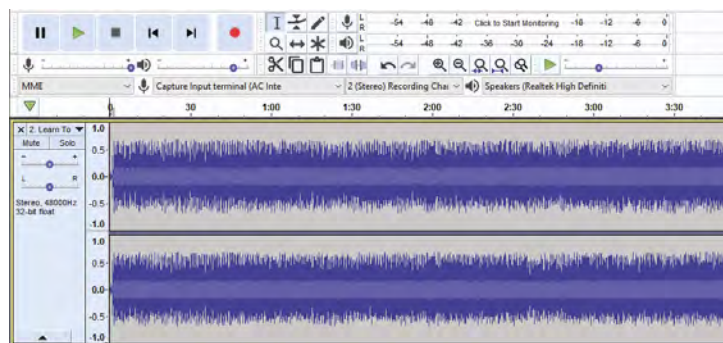 L
R
-54 -48 -42 Click to Start Monitoring -18 -12 -6 0
L
R
-54 -48 -42 -36 -30 -24 -18 -12 -6 0
MME
Capture Input terminal (AC Inte
2 (Stereo) Recording Chai
Speakers (Realtek High Definiti
0 30 1:00 1:30 2:00 2:30 3:00 3:30
× 2. Learn To
Mute Solo
- +
L R
Stereo, 48000Hz
32-bit float
1.0
0.5
0.0
-0.5
-1.0
1.0
0.5
0.0
-0.5
-1.0